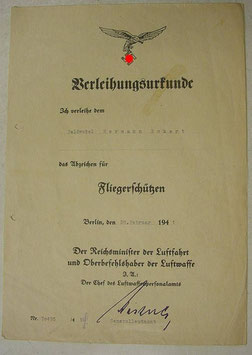 Verleihungsurkunde
Ich verleihe dem
das Abzeichen für
Fliegerschützen
Berlin, den 194
Der Reichsminister der Luftfahrt
und Oberbefehlshaber der Luftwaffe
J. A.:
Der Chef des Luftwaffenpersonalamts
Nr.
Generalleutnant